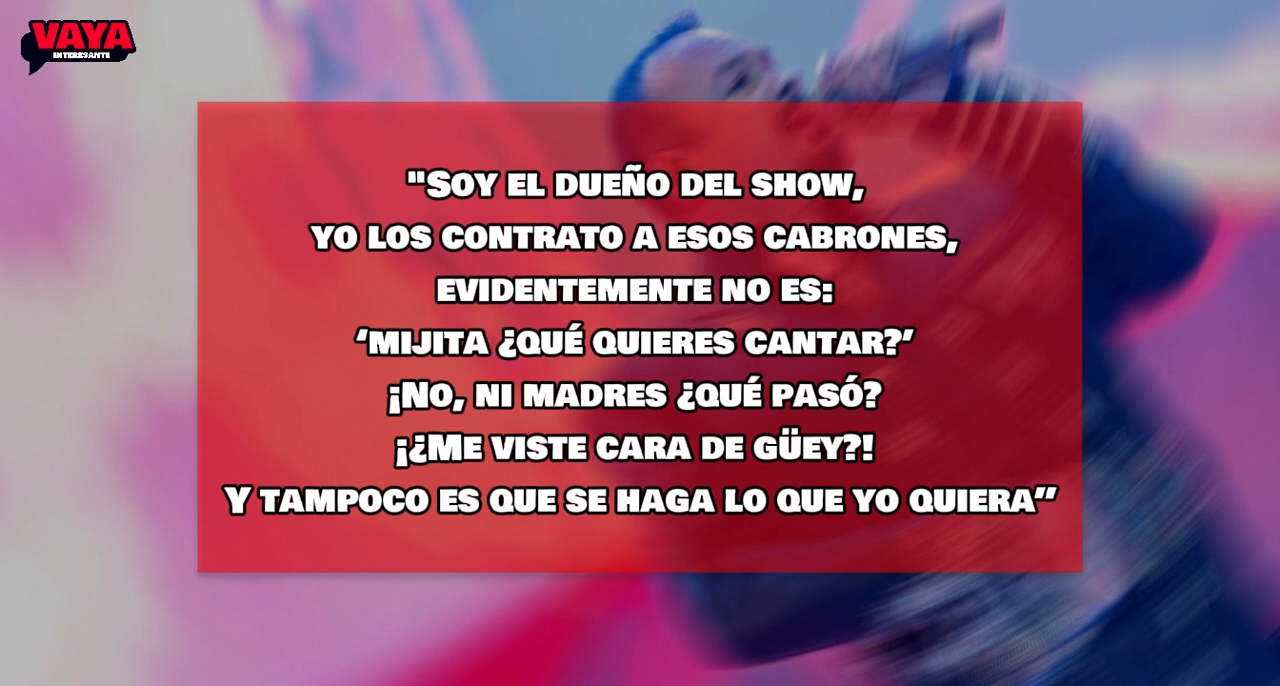 VAYA
INTERESANTE
"SOY EL DUEÑO DEL SHOW,
YO LOS CONTRATO A ESOS CABRONES,
EVIDENTEMENTE NO ES:
‘MIJITA ¿QUÉ QUIERES CANTAR?’
¡NO, NI MADRES ¿QUÉ PASÓ?
¡¿ME VISTE CARA DE GÜEY?!
Y TAMPOCO ES QUE SE HAGA LO QUE YO QUIERA”